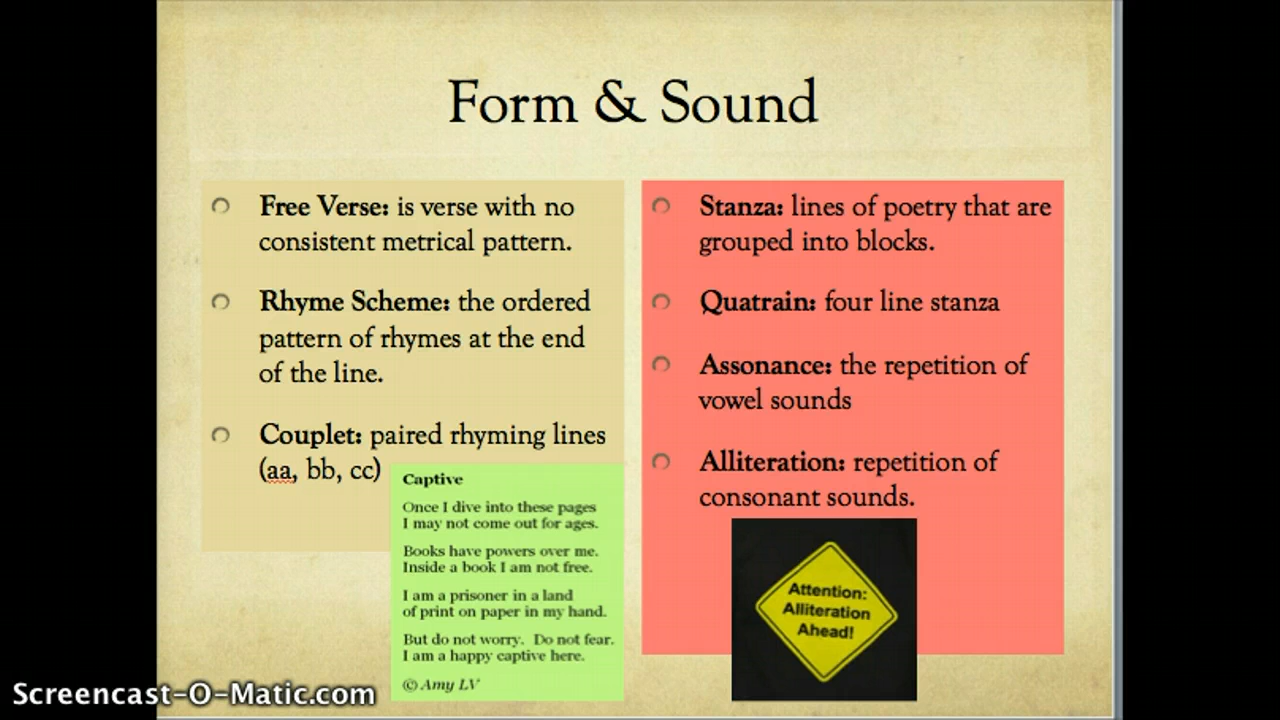 Form & Sound
Free Verse: is verse with no
consistent metrical pattern.
Rhyme Scheme: the ordered
pattern of rhymes at the end
of the line.
Couplet: paired rhyming lines
(aa, bb, cc)
Captive
Once I dive into these pages
I may not come out for ages.
Books have powers over me.
Inside a book I am not free.
I am a prisoner in a land
of print on paper in my hand.
But do not worry. Do not fear.
I am a happy captive here.
© Amy LV
Stanza: lines of poetry that are
grouped into blocks.
Quatrain: four line stanza
Assonance: the repetition of
vowel sounds
Alliteration: repetition of
consonant sounds.
Attention:
Alliteration
Ahead!
Screencast-O-Matic.com